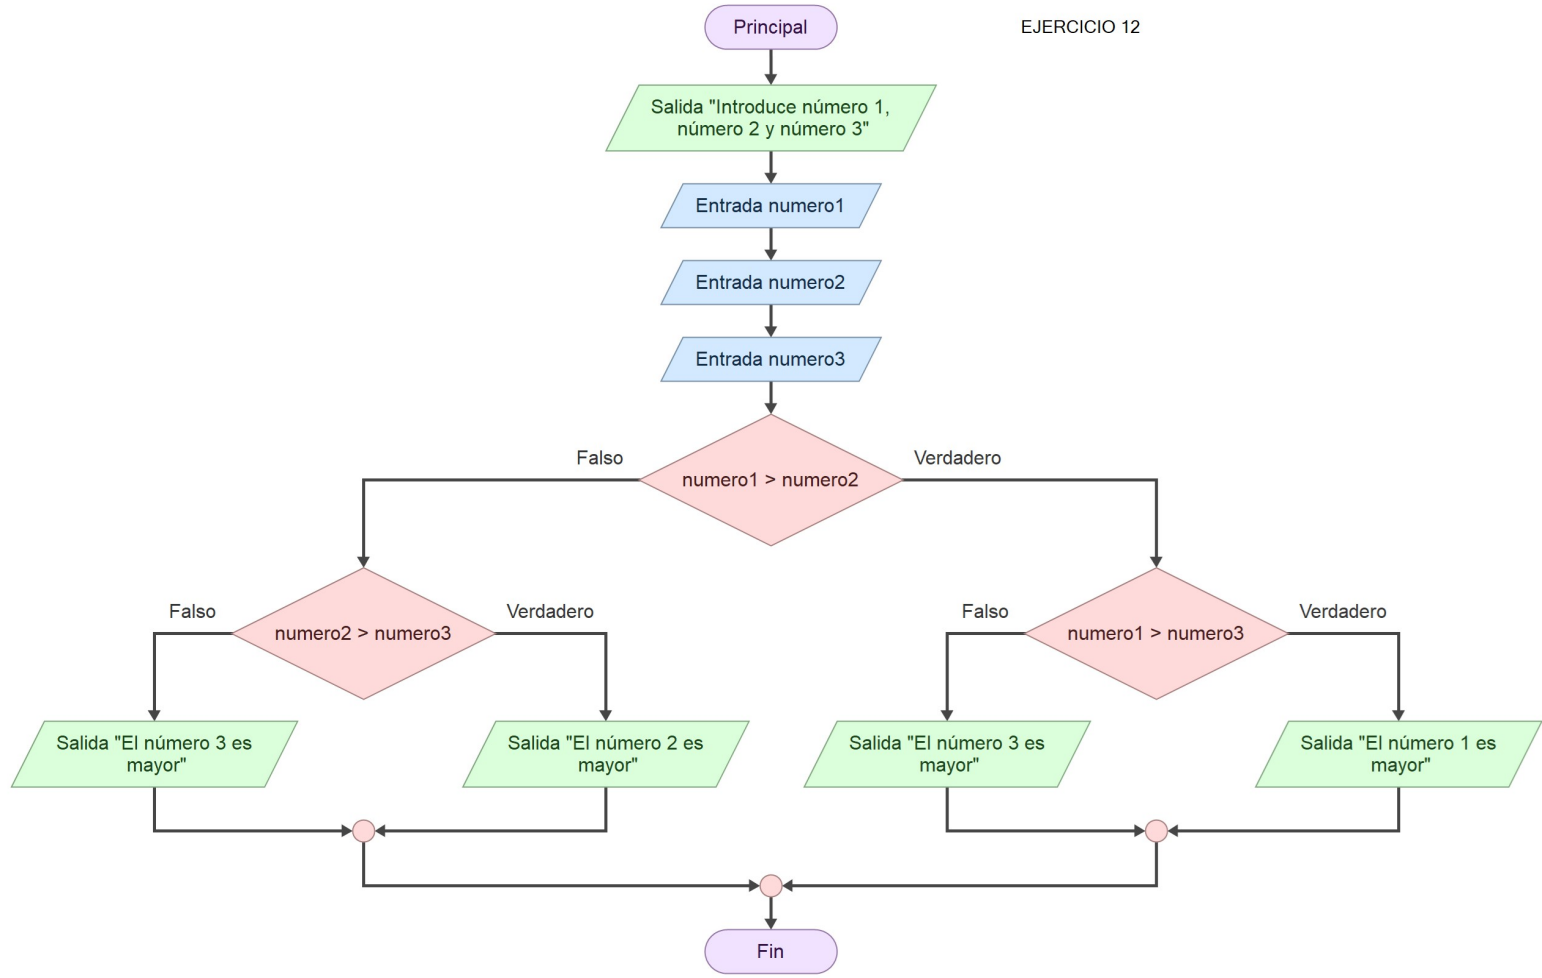 Principal
EJERCICIO 12
Salida "Introduce número 1,
número 2 y número 3"
Entrada numero1
Entrada numero2
Entrada numero3
Falso
numero1 > numero2
Verdadero
Falso
numero2 > numero3
Verdadero
Falso
numero1 > numero3
Verdadero
Salida "El número 3 es
mayor"
Salida "El número 2 es
mayor"
Salida "El número 3 es
mayor"
Salida "El número 1 es
mayor"
Fin